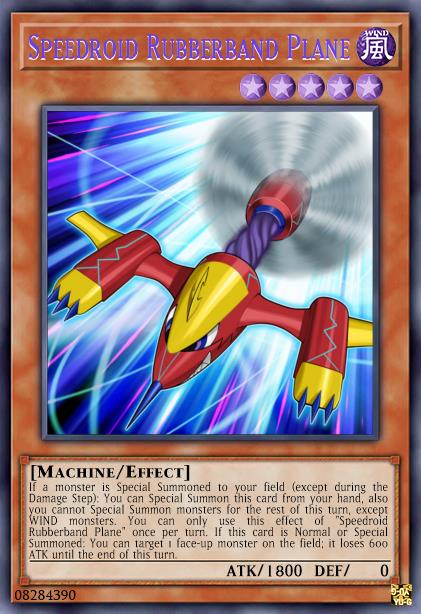 SPEEDROID RUBBERBAND PLANE
WIND
風
[MACHINE/EFFECT]
If a monster is Special Summoned to your field (except during the
Damage Step): You can Special Summon this card from your hand, also
you cannot Special Summon monsters for the rest of this turn, except
WIND monsters. You can only use this effect of "Speedroid
Rubberband Plane" once per turn. If this card is Normal or Special
Summoned: You can target 1 face-up monster on the field; it loses 600
ATK until the end of this turn.
ATK/1800 DEF/ 0
08284390